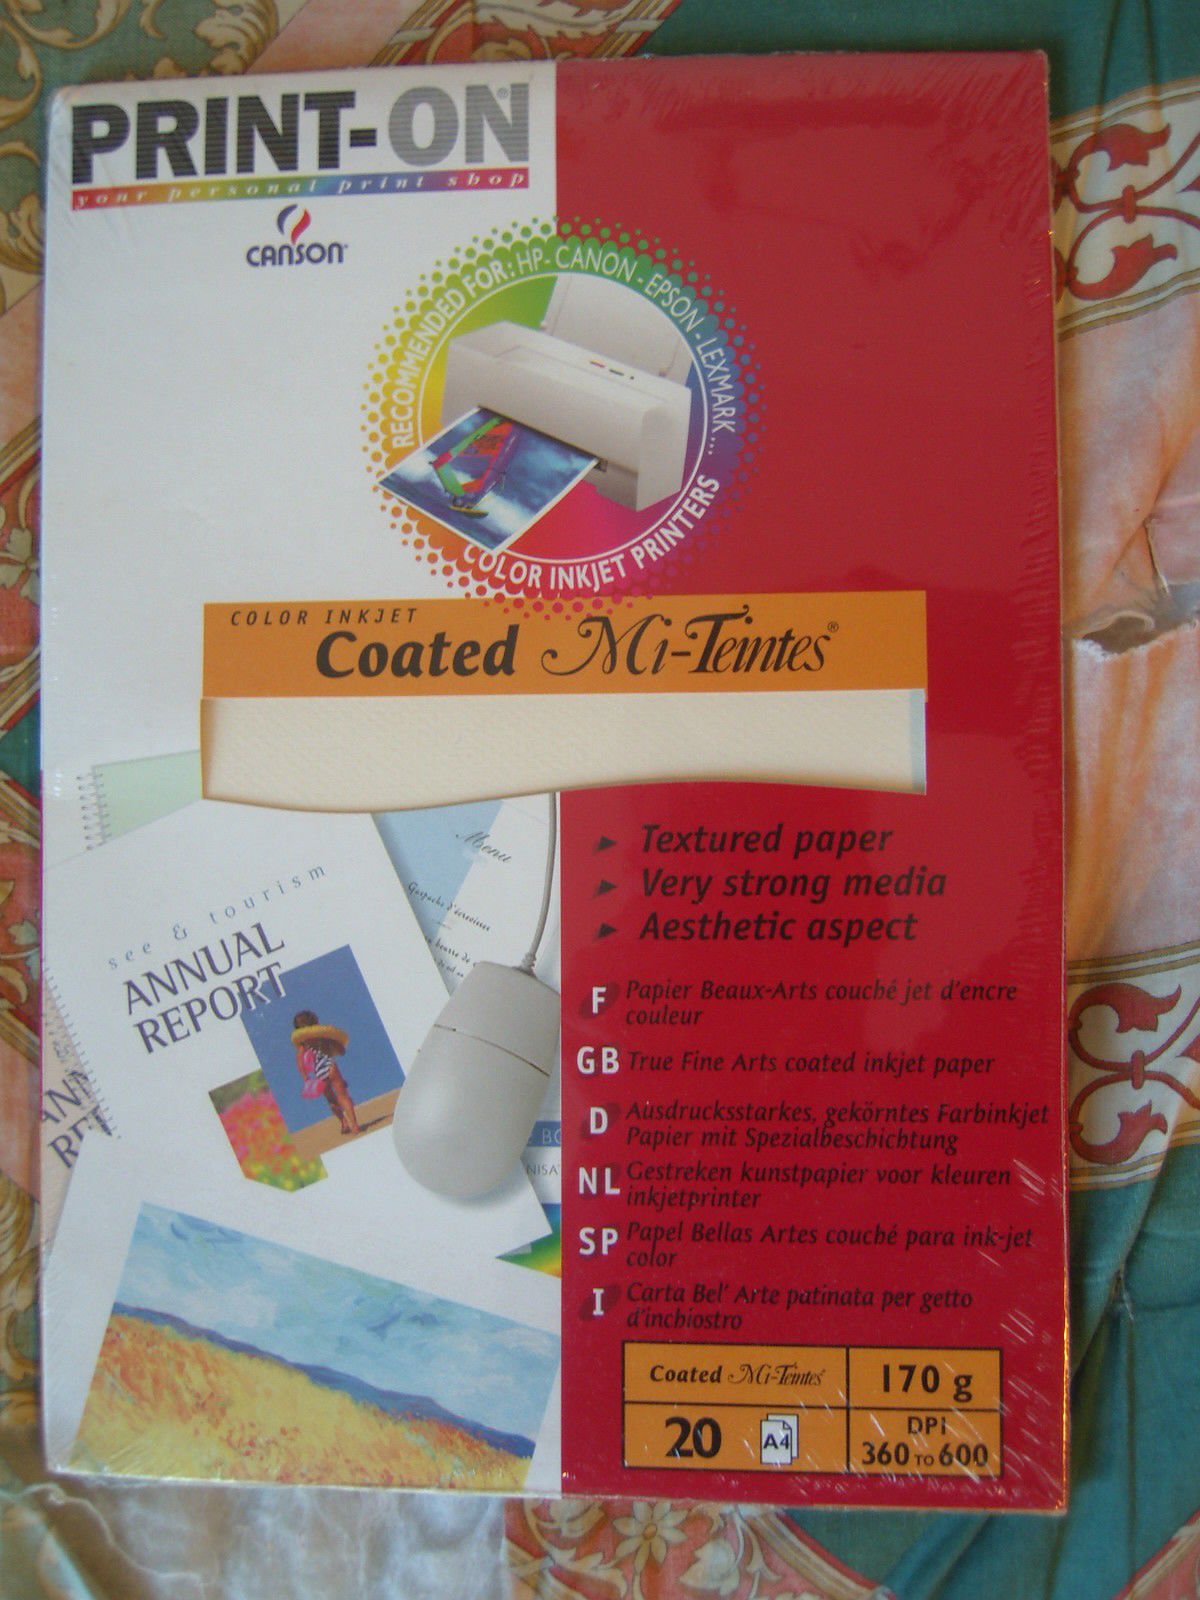 PRINT-ON®
your personal print shop
CANSON®
RECOMMENDED FOR: HP - CANON - EPSON - LEXMARK ...
COLOR INKJET PRINTERS
COLOR INKJET
Coated Mi-Teintes®
Menu
see & tourism
ANNUAL
REPORT
Textured paper
Very strong media
Aesthetic aspect
F Papier Beaux-Arts couché jet d'encre
couleur
GB True Fine Arts coated inkjet paper
D Ausdrucksstarkes, gekörntes Farbinkjet
Papier mit Spezialbeschichtung
NL Gestreken kunstpapier voor kleuren
inkjetprinter
SP Papel Bellas Artes couché para ink-jet
color
I Carta Bel' Arte patinata per getto
d'inchiostro
Coated Mi-Teintes® 170 g
20 A4 DPI
360 TO 600